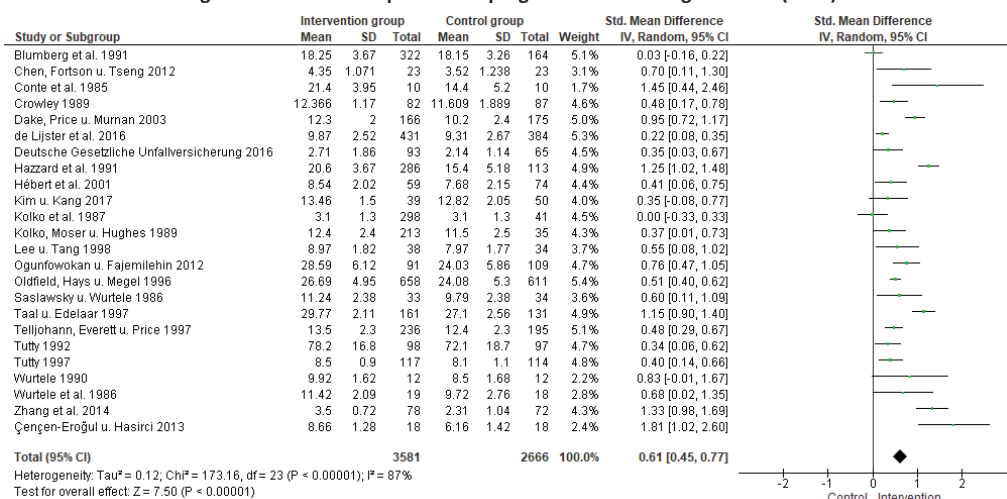 Intervention group Control group Std. Mean Difference Std. Mean Difference
Study or Subgroup Mean SD Total Mean SD Total Weight IV, Random, 95% CI IV, Random, 95% CI
Blumberg et al. 1991 18.25 3.67 322 18.15 3.26 164 5.1% 0.03 [-0.16, 0.22]
Chen, Fortson u. Tseng 2012 4.35 1.071 23 3.52 1.238 23 3.4% 0.70 [0.11, 1.30]
Conte et al. 1985 21.4 3.95 10 14.4 5.2 10 1.9% 1.45 [0.44, 2.46]
Crowley 1989 12.366 1.17 82 11.609 1.889 87 4.7% 0.48 [0.17, 0.78]
Dake, Price u. Murnan 2003 12.3 2 166 10.2 2.4 175 5.0% 0.95 [0.72, 1.17]
de Lijster et al. 2016 9.87 2.52 431 9.31 2.67 384 5.3% 0.22 [0.08, 0.35]
Deutsche Gesetzliche Unfallversicherung 2016 2.71 1.86 93 2.14 1.14 65 4.6% 0.35 [0.03, 0.67]
Hazzard et al. 1991 20.6 3.67 286 15.4 5.18 113 4.9% 1.25 [1.02, 1.48]
Hébert et al. 2001 8.54 2.02 59 7.68 2.15 74 4.5% 0.41 [0.06, 0.75]
Kim u. Kang 2017 13.46 1.5 39 12.82 2.05 50 4.2% 0.35 [-0.08, 0.77]
Kolko et al. 1987 3.1 1.3 298 3.1 1.3 41 4.6% 0.00 [-0.33, 0.33]
Kolko, Moser u. Hughes 1989 12.4 2.4 213 11.5 2.5 35 4.5% 0.37 [0.01, 0.73]
Lee u. Tang 1998 8.97 1.82 38 7.97 1.77 34 4.0% 0.55 [0.08, 1.02]
Ogunfowokan u. Fajemilehin 2012 28.59 6.12 91 24.03 5.86 109 4.7% 0.76 [0.47, 1.05]
Oldfield, Hays u. Megel 1996 26.69 4.95 658 24.08 5.3 611 5.3% 0.51 [0.40, 0.62]
Saslawsky u. Wurtele 1986 11.24 2.38 33 9.79 2.38 34 3.9% 0.60 [0.11, 1.09]
Taal u. Edelaar 1997 29.77 2.11 161 27.1 2.56 131 4.9% 1.15 [0.90, 1.40]
Telljohann, Everett u. Price 1997 13.5 2.3 236 12.4 2.3 195 5.1% 0.48 [0.29, 0.67]
Tutty 1992 78.2 16.8 98 72.1 18.7 97 4.8% 0.34 [0.06, 0.62]
Tutty 1997 8.5 0.9 117 8.1 1.1 114 4.9% 0.40 [0.14, 0.66]
Wurtele 1990 9.92 1.62 12 8.5 1.68 12 2.2% 0.83 [-0.01, 1.67]
Wurtele et al. 1986 11.42 2.09 19 9.72 2.76 18 3.0% 0.68 [0.02, 1.35]
Zhang et al. 2014 3.5 0.72 78 2.31 1.04 72 4.5% 1.33 [0.98, 1.69]
Çençen-Eroğul u. Hasirci 2013 8.66 1.28 18 6.16 1.42 18 2.5% 1.81 [1.02, 2.60]
Total (95% CI) 3581 2666 100.0% 0.61 [0.45, 0.77]
Heterogeneity: Tau² = 0.12; Chi² = 173.16, df = 23 (P < 0.00001); I² = 87%
Test for overall effect: Z = 7.50 (P < 0.00001)
-2 -1 0 1 2
Control Intervention